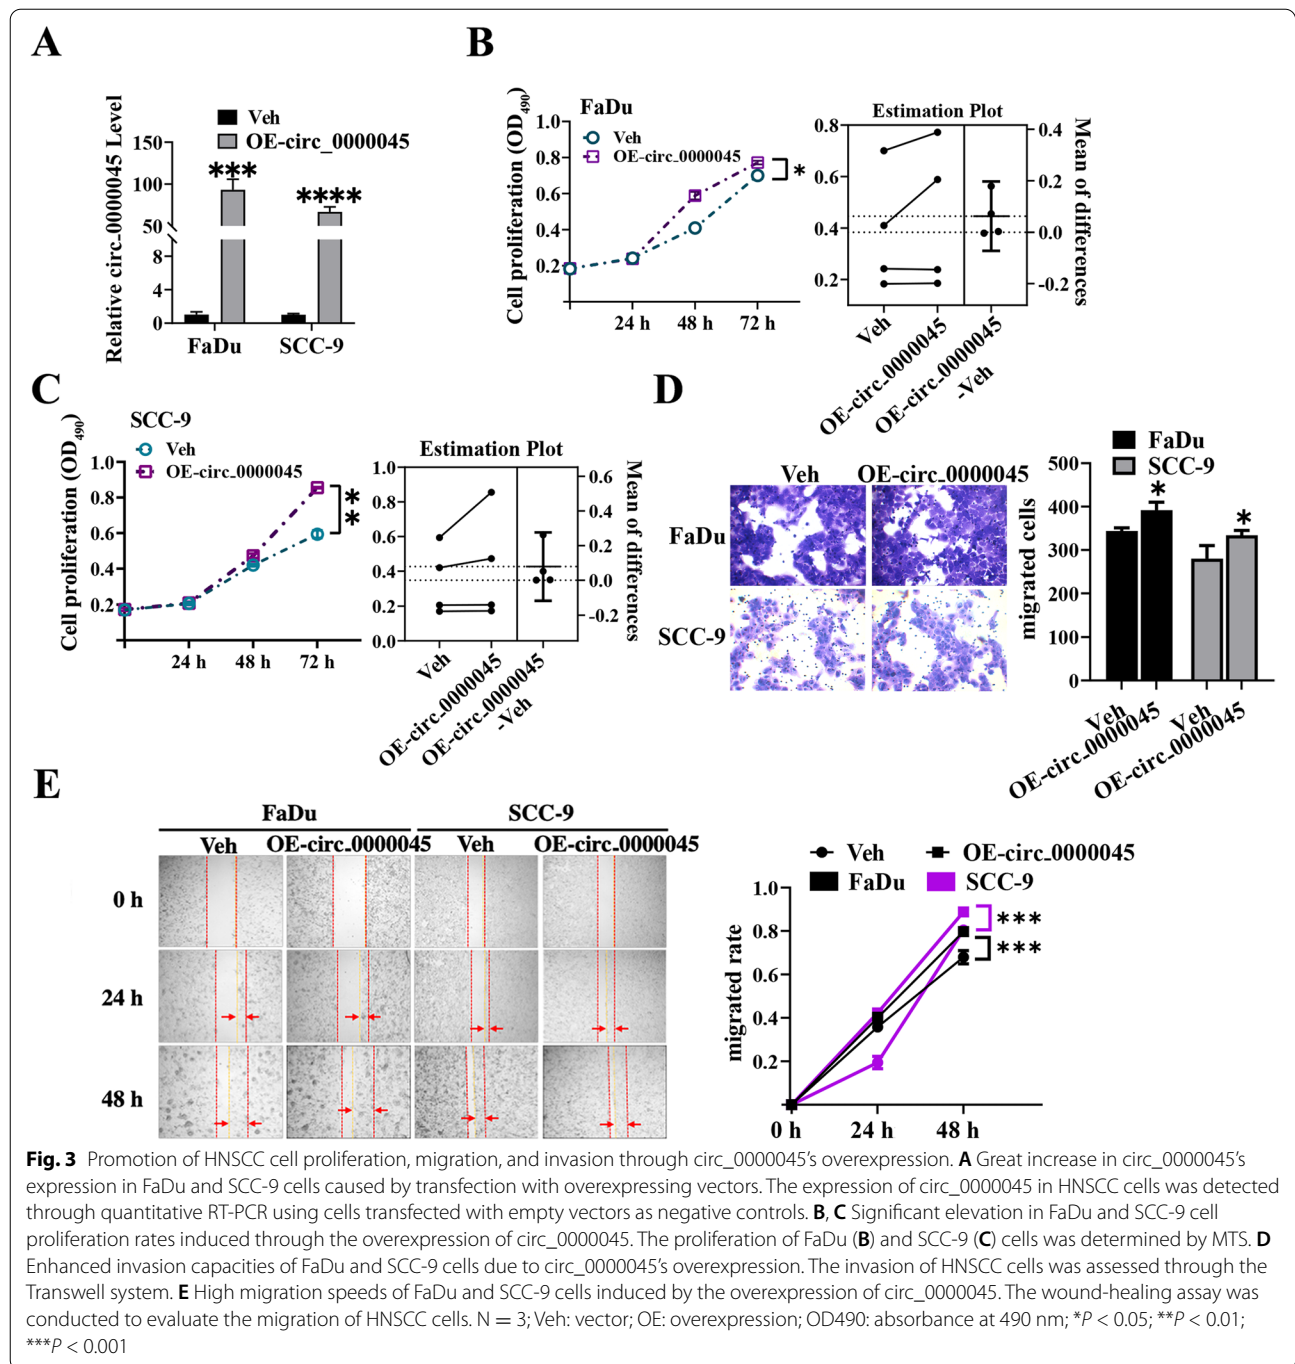 A
Veh
OE-circ_0000045
Relative circ.0000045 Level
150
100
50
8
4
0
***
****
FaDu
SCC-9
B
FaDu
Veh
OE-circ_0000045
Cell proliferation (OD490)
1.0
0.8
0.6
0.4
0.2
24 h
48 h
72 h
*
Estimation Plot
0.8
0.6
0.4
0.2
0.4
0.2
0.0
-0.2
Mean of differences
Veh
OE-circ_0000045
OE-circ_0000045
-Veh
C
SCC-9
Veh
OE-circ_0000045
Cell proliferation (OD490)
1.0
0.8
0.6
0.4
0.2
24 h
48 h
72 h
**
Estimation Plot
1.0
0.8
0.6
0.4
0.2
0.0
0.6
0.4
0.2
0.0
-0.2
Mean of differences
Veh
OE-circ_0000045
OE-circ_0000045
-Veh
D
Veh
OE-circ_0000045
FaDu
SCC-9
FaDu
SCC-9
migrated cells
500
400
300
200
100
0
*
*
Veh
OE-circ_0000045
Veh
OE-circ_0000045
E
FaDu
SCC-9
Veh
OE-circ_0000045
Veh
OE-circ_0000045
0 h
24 h
48 h
Veh
OE-circ_0000045
FaDu
SCC-9
migrated rate
1.0
0.8
0.6
0.4
0.2
0 h
24 h
48 h
***
***
Fig. 3 Promotion of HNSCC cell proliferation, migration, and invasion through circ_0000045's overexpression. A Great increase in circ_0000045's
expression in FaDu and SCC-9 cells caused by transfection with overexpressing vectors. The expression of circ_0000045 in HNSCC cells was detected
through quantitative RT-PCR using cells transfected with empty vectors as negative controls. B, C Significant elevation in FaDu and SCC-9 cell
proliferation rates induced through the overexpression of circ_0000045. The proliferation of FaDu (B) and SCC-9 (C) cells was determined by MTS. D
Enhanced invasion capacities of FaDu and SCC-9 cells due to circ_0000045's overexpression. The invasion of HNSCC cells was assessed through the
Transwell system. E High migration speeds of FaDu and SCC-9 cells induced by the overexpression of circ_0000045. The wound-healing assay was
conducted to evaluate the migration of HNSCC cells. N = 3; Veh: vector; OE: overexpression; OD490: absorbance at 490 nm; *P < 0.05; **P < 0.01;
***P < 0.001